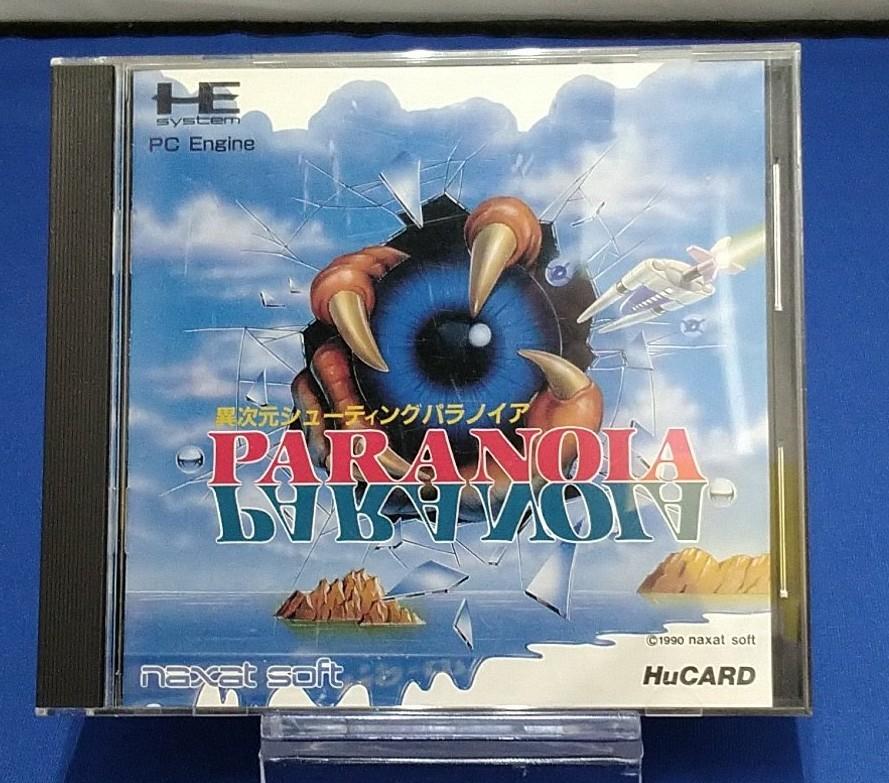 HE
system
PC Engine
異次元シューティングパラノイア
PARANOIA
PARANOIA
©1990 naxat soft
naxat soft
HuCARD